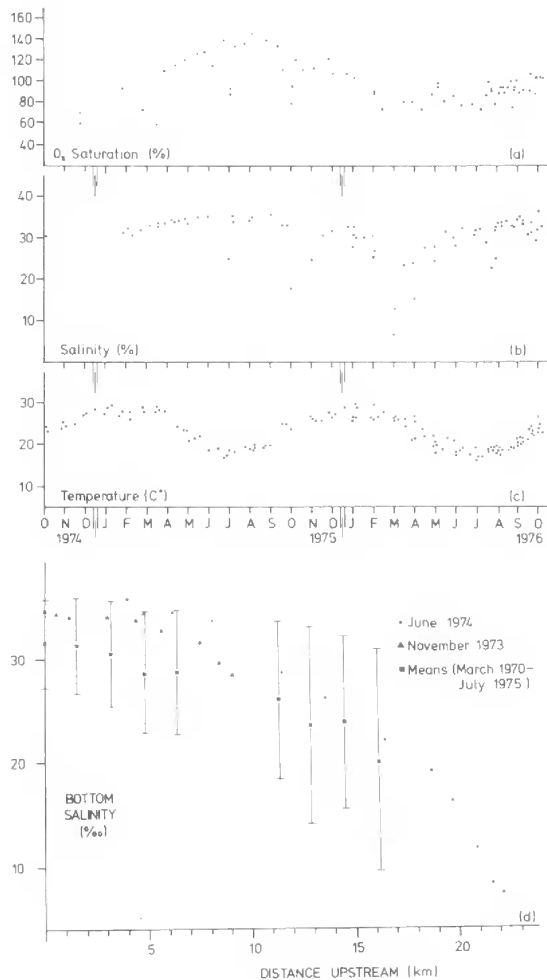 160
140
120
100
80
60
40
O₂ Saturation (%)
(a)
40
30
20
10
Salinity (‰)
(b)
30
20
10
Temperature (C°)
(c)
O N D J F M A M J J A S O N D J F M A M J J A S O
1974 1975 1976
30
20
10
BOTTOM
SALINITY
(‰)
• June 1974
▲ November 1973
■ Means (March 1970–
July 1975)
(d)
5 10 15 20
DISTANCE UPSTREAM (km)